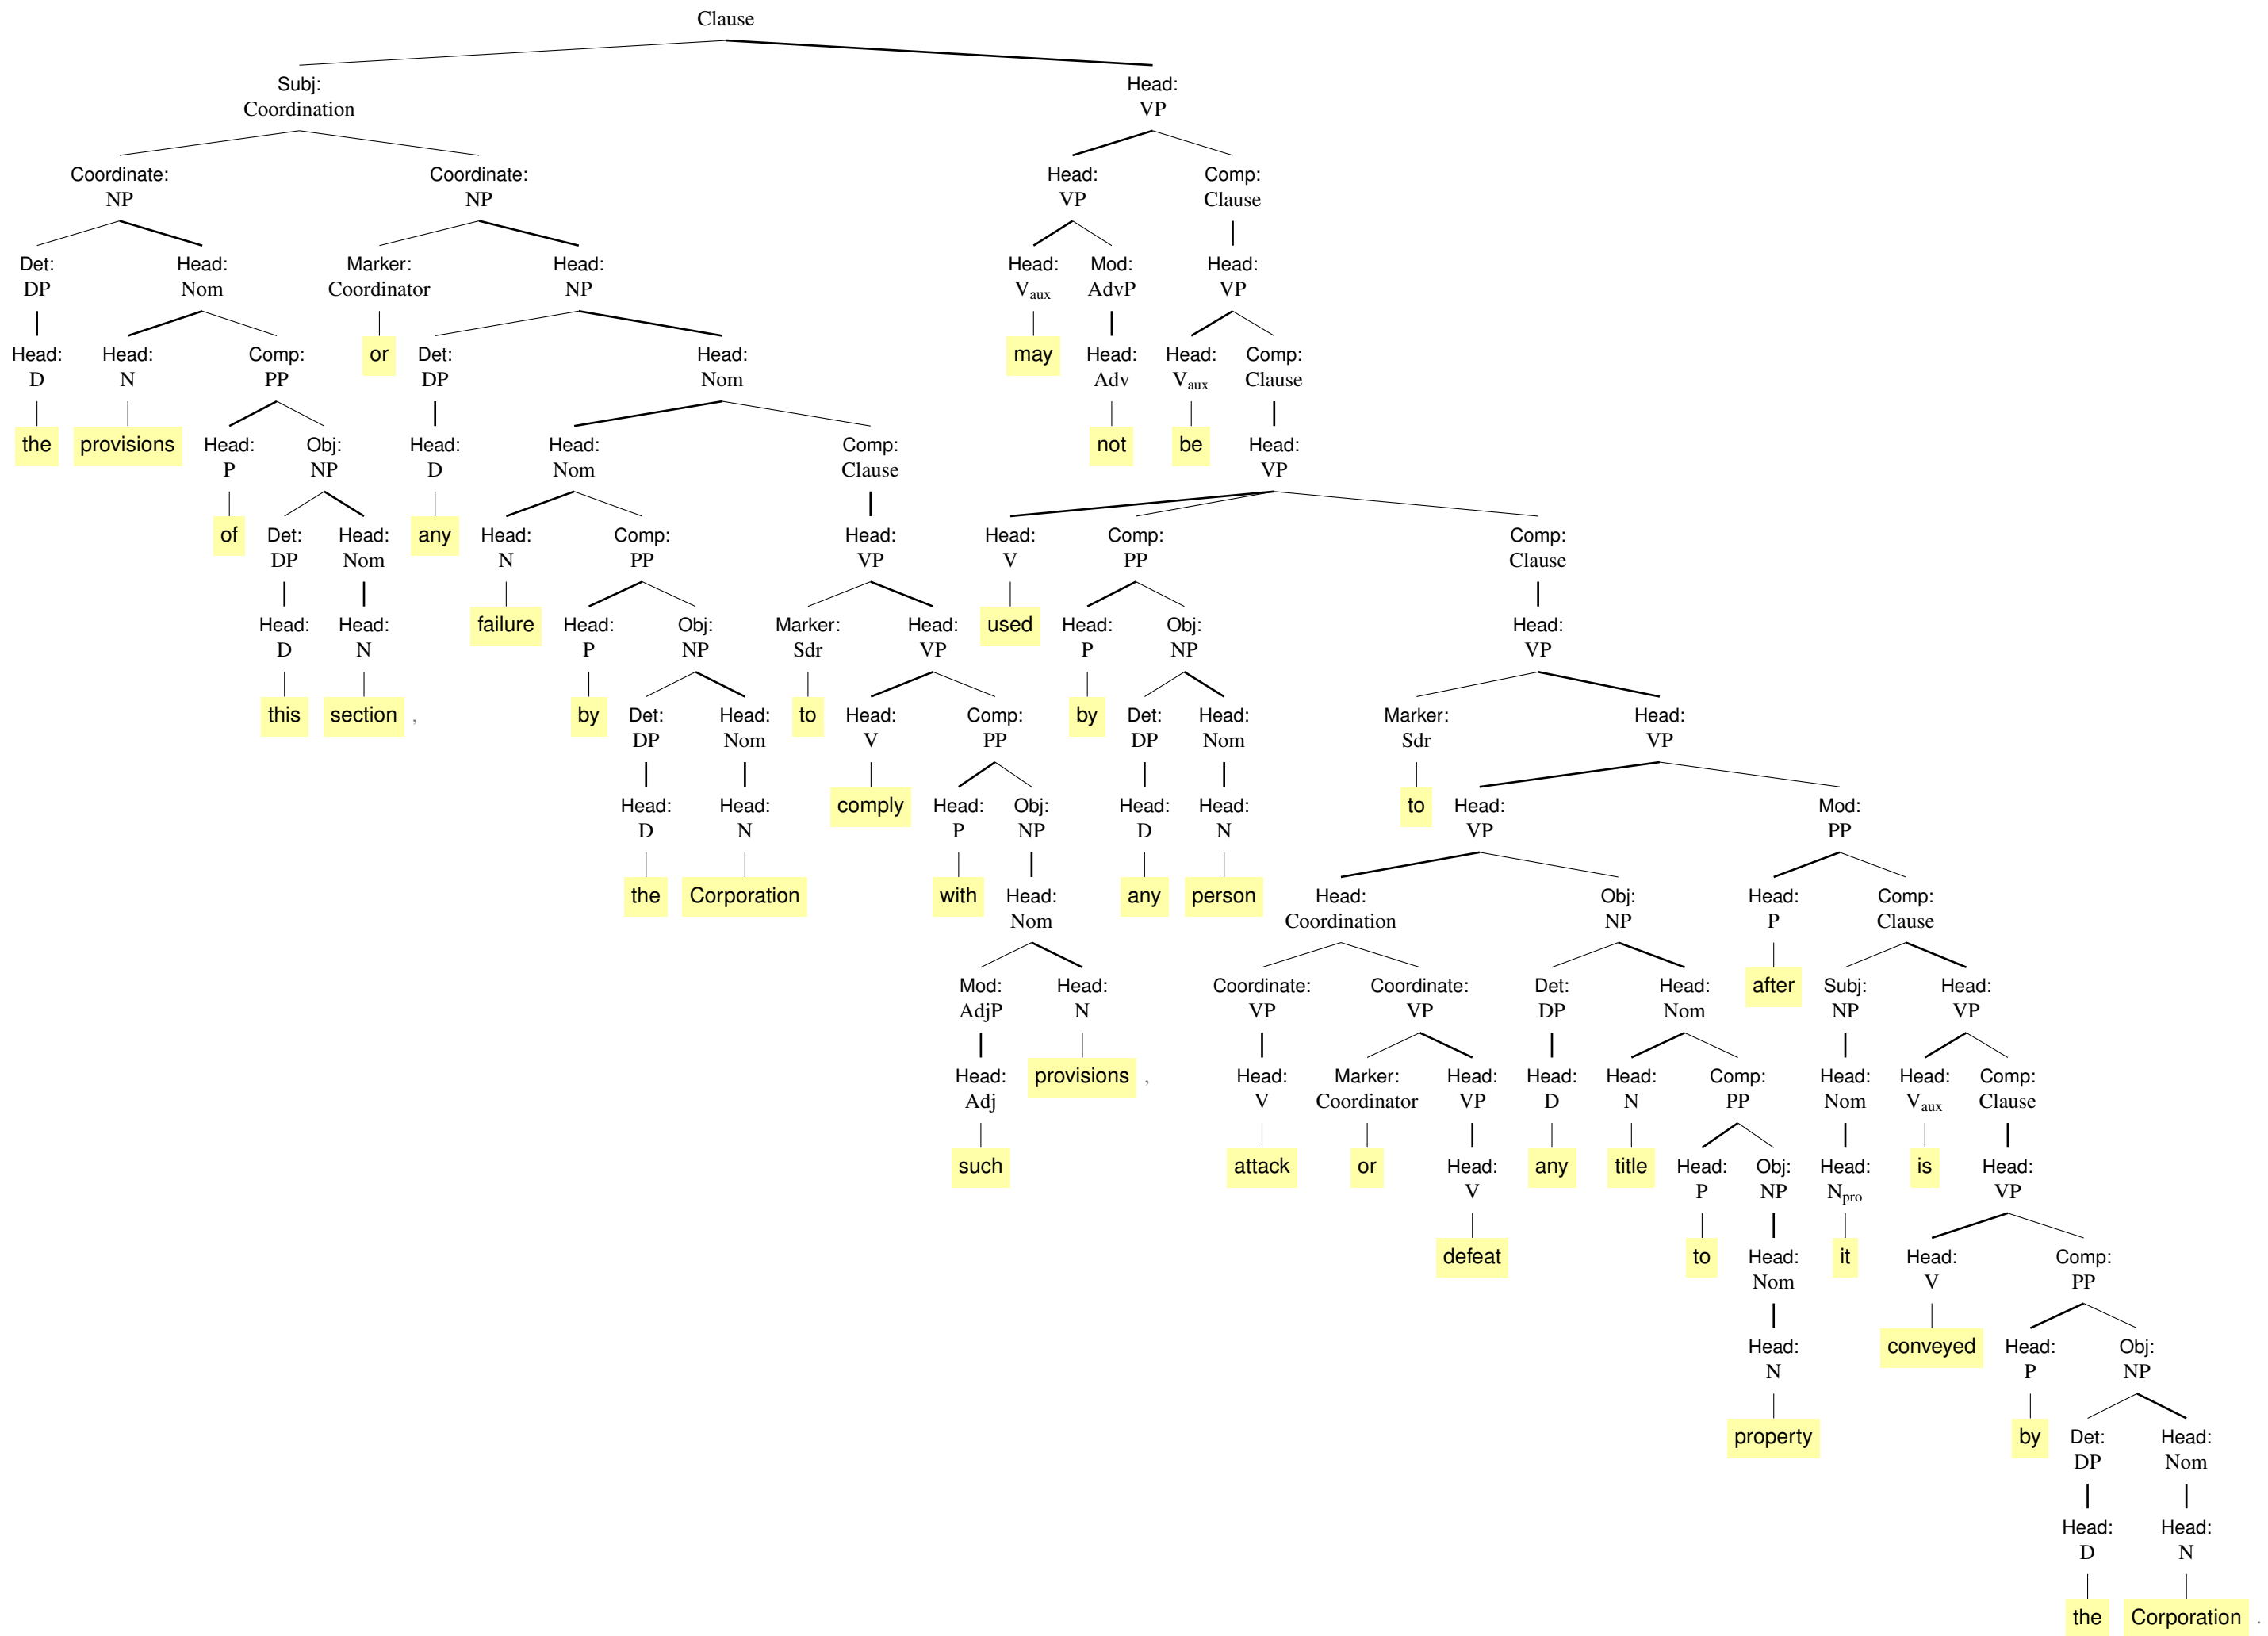 Clause
Subj: Head:
Coordination VP
Coordinate: Coordinate: Head: Comp:
NP NP VP Clause
Det: Head: Marker: Head: Head: Mod: Head:
DP Nom Coordinator NP Vaux AdvP VP
Head: Head: Comp: or Det: Head: may Head: Head: Comp:
D N PP DP Nom Adv Vaux Clause
the provisions Head: Obj: Head: Head: Comp: not be Head:
P NP D Nom Clause VP
of Det: Head: any Head: Comp: Head: Head: Comp: Comp:
DP Nom N PP VP V PP Clause
Head: Head: failure Head: Obj: Marker: Head: used Head: Obj: Head:
D N P NP Sdr VP P NP VP
this section , by Det: Head: to Head: Comp: by Det: Head: Marker: Head:
DP Nom V PP DP Nom Sdr VP
Head: Head: comply Head: Obj: Head: Head: to Head: Mod:
D N P NP D N VP PP
the Corporation with Head: any person Head: Obj: Head: Comp:
Nom Coordination NP P Clause
Mod: Head: Coordinate: Coordinate: Det: Head: after Subj: Head:
AdjP N VP VP DP Nom NP VP
Head: provisions , Head: Marker: Head: Head: Head: Comp: Head: Head: Comp:
Adj V Coordinator VP D N PP Nom Vaux Clause
such attack or Head: any title Head: Obj: Head: is Head:
V P NP Npro VP
defeat to Head: it Head: Comp:
Nom V PP
Head: conveyed Head: Obj:
N P NP
property by Det: Head:
DP Nom
Head: Head:
D N
the Corporation .